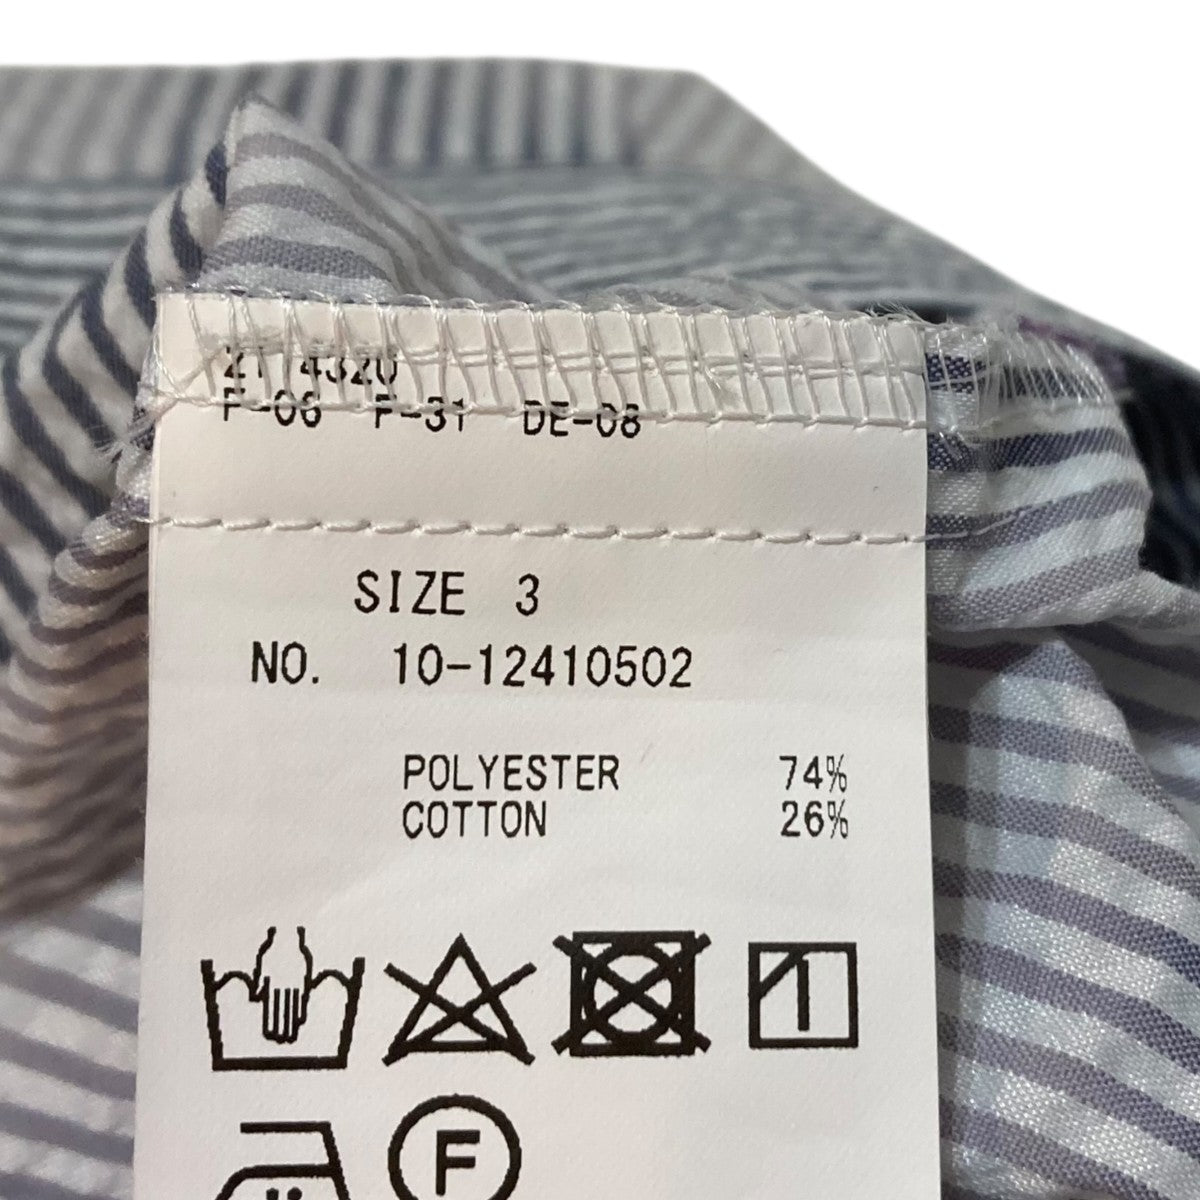 F-06 F-31 DE-08
SIZE 3
NO. 10-12410502
POLYESTER 74%
COTTON 26%
F